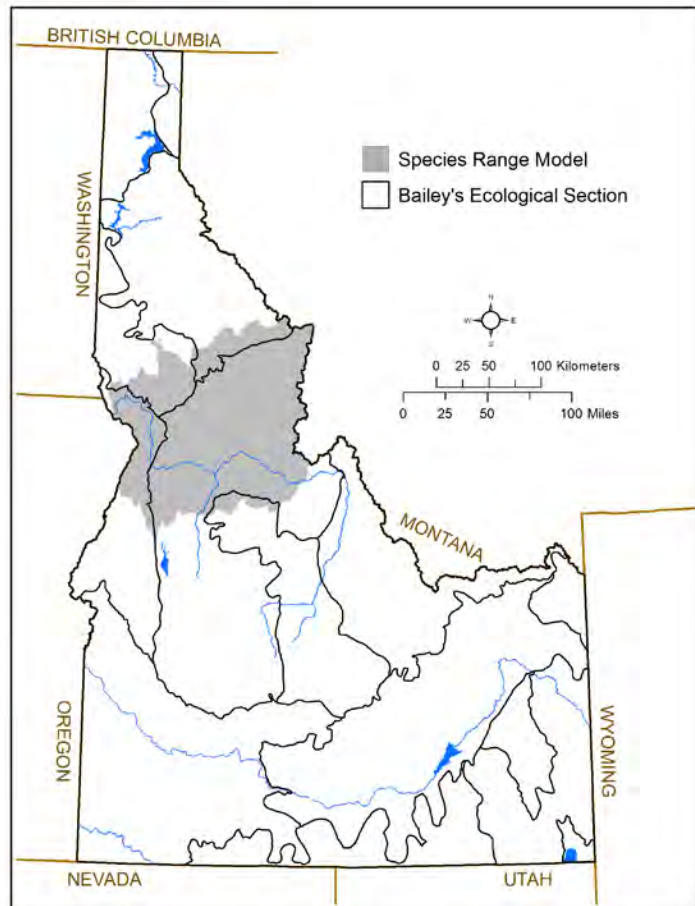 BRITISH COLUMBIA
WASHINGTON
Species Range Model
Bailey's Ecological Section
N
W E
S
0 25 50 100 Kilometers
0 25 50 100 Miles
MONTANA
OREGON
WYOMING
NEVADA
UTAH